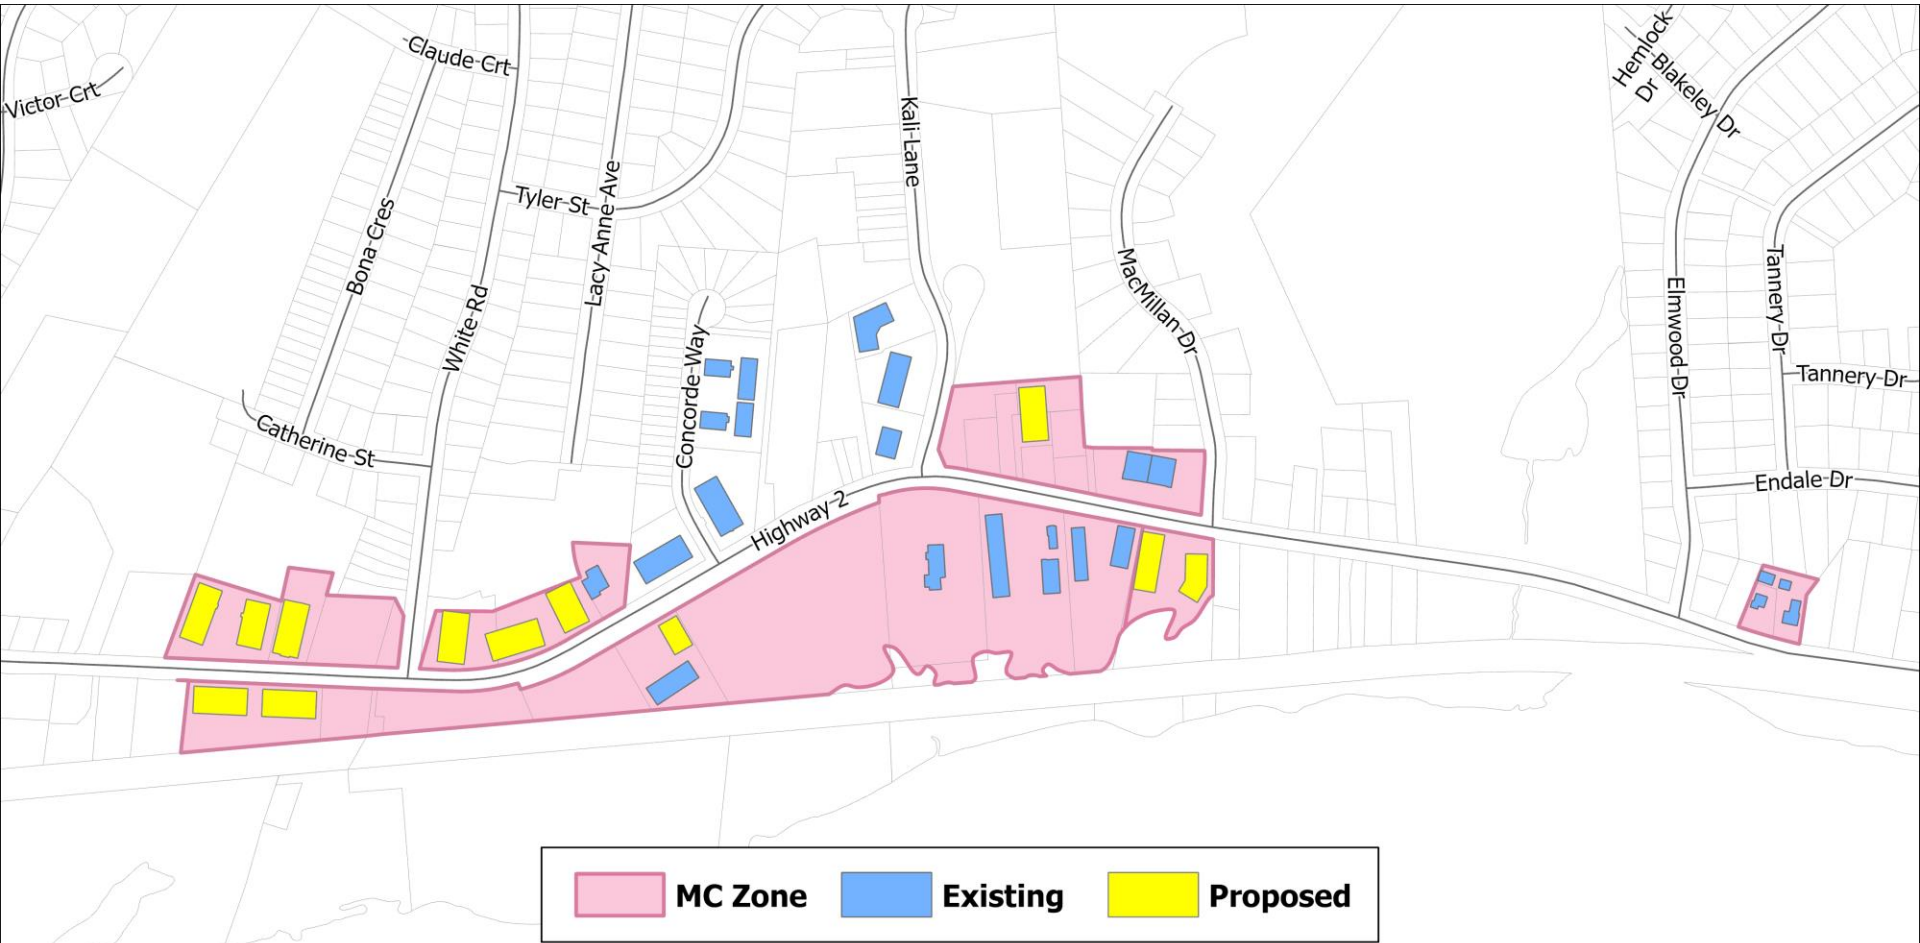 Claude Crt
Victor Crt
Hemlock
Dr
Blakeley Dr
Kali Lane
Tyler St
Lacy-Anne Ave
Bona Cres
White Rd
MacMillan Dr
Elmwood Dr
Tannery Dr
Tannery Dr
Concorde Way
Catherine St
Endale Dr
Highway 2
MC Zone
Existing
Proposed